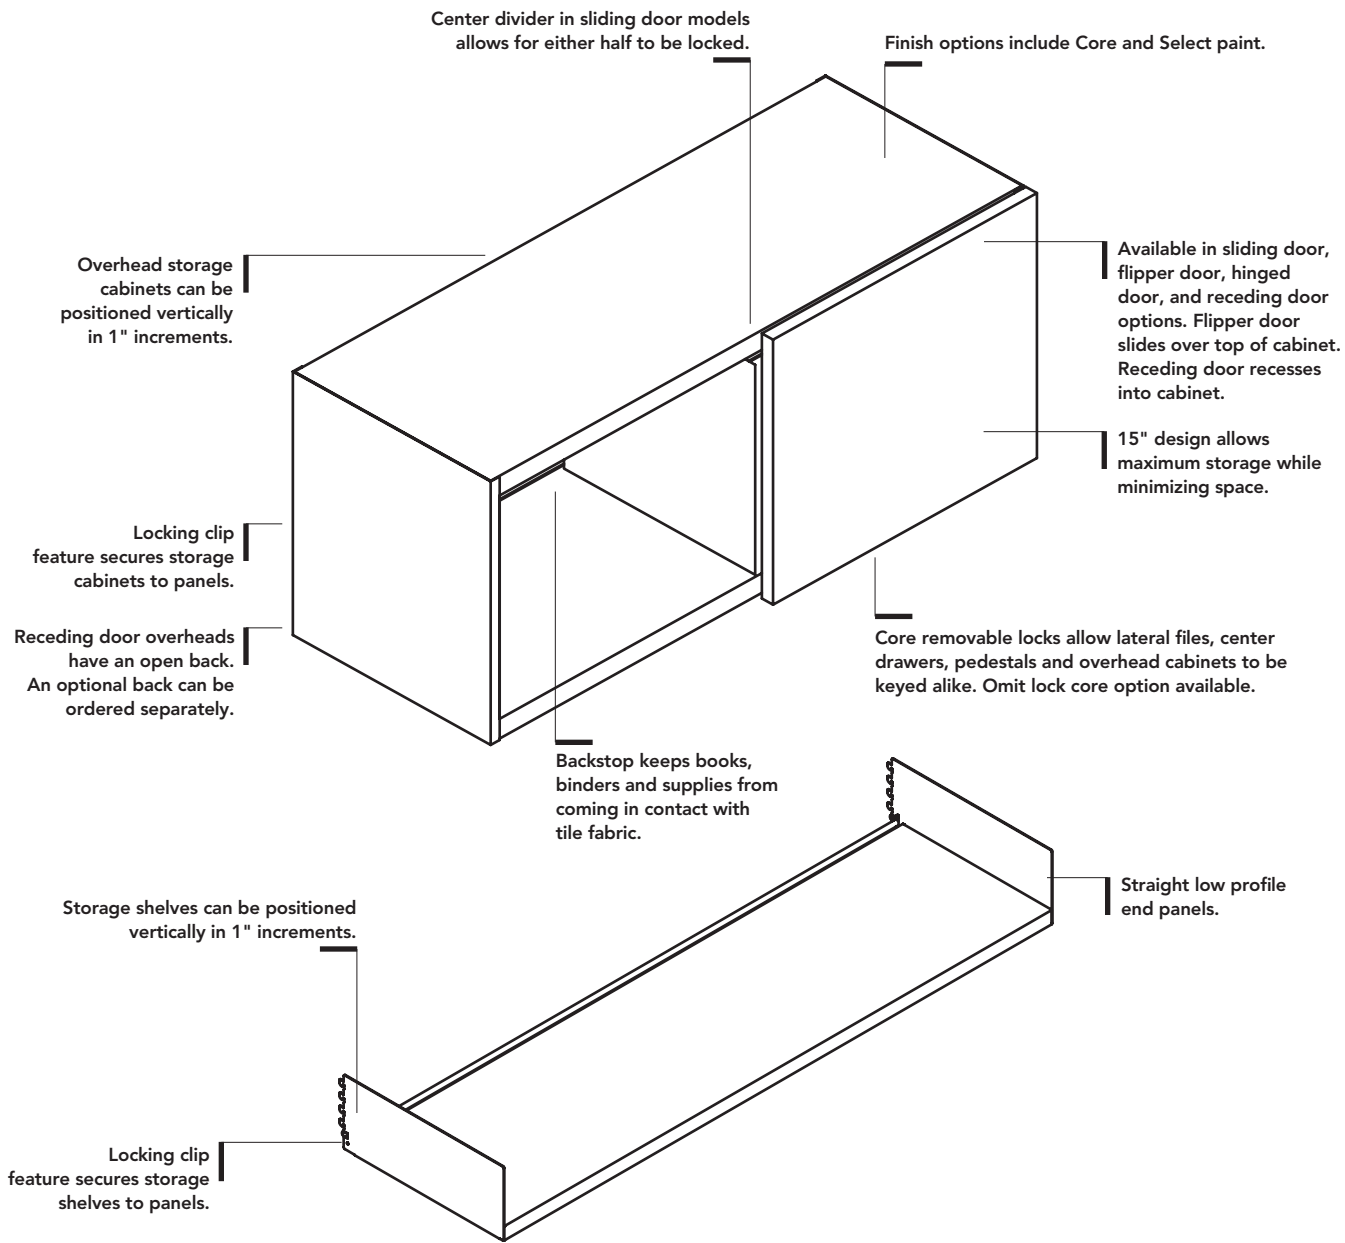 Center divider in sliding door models
allows for either half to be locked.
Finish options include Core and Select paint.
Overhead storage
cabinets can be
positioned vertically
in 1" increments.
Available in sliding door,
flipper door, hinged
door, and receding door
options. Flipper door
slides over top of cabinet.
Receding door recesses
into cabinet.
15" design allows
maximum storage while
minimizing space.
Locking clip
feature secures storage
cabinets to panels.
Receding door overheads
have an open back.
An optional back can be
ordered separately.
Core removable locks allow lateral files, center
drawers, pedestals and overhead cabinets to be
keyed alike. Omit lock core option available.
Backstop keeps books,
binders and supplies from
coming in contact with
tile fabric.
Straight low profile
end panels.
Storage shelves can be positioned
vertically in 1" increments.
Locking clip
feature secures storage
shelves to panels.